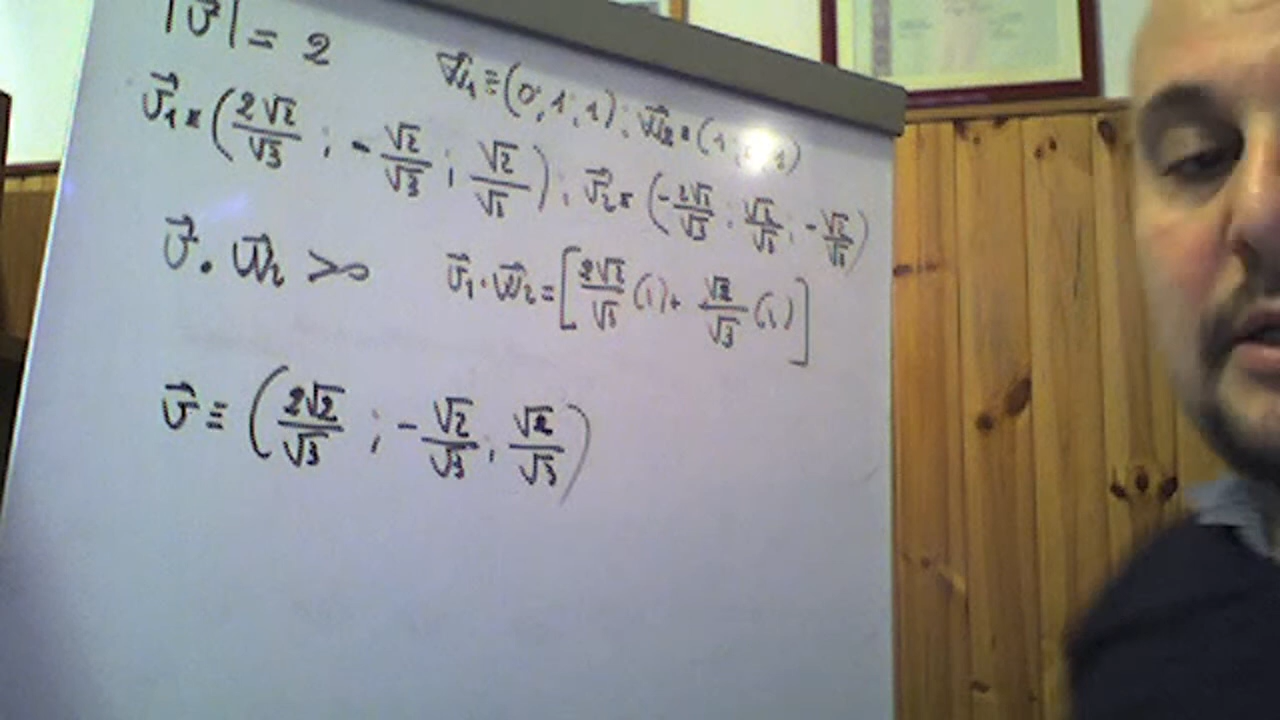 |v⃗| = 2
w⃗₁ ≡ (0; 1; 1); w⃗₂ ≡ (1; ; 1)
v⃗₁ ≡ (2√2/√3 ; -√2/√3 ; √2/√3); v⃗₂ ≡ (-2√2/√3 ; √2/√3 ; -√2/√3)
v⃗ · w⃗₂ >0 v⃗₁ · w⃗₂ = [2√2/√3 (1) + √2/√3 (1)]
v⃗ ≡ (2√2/√3 ; -√2/√3 ; √2/√3)